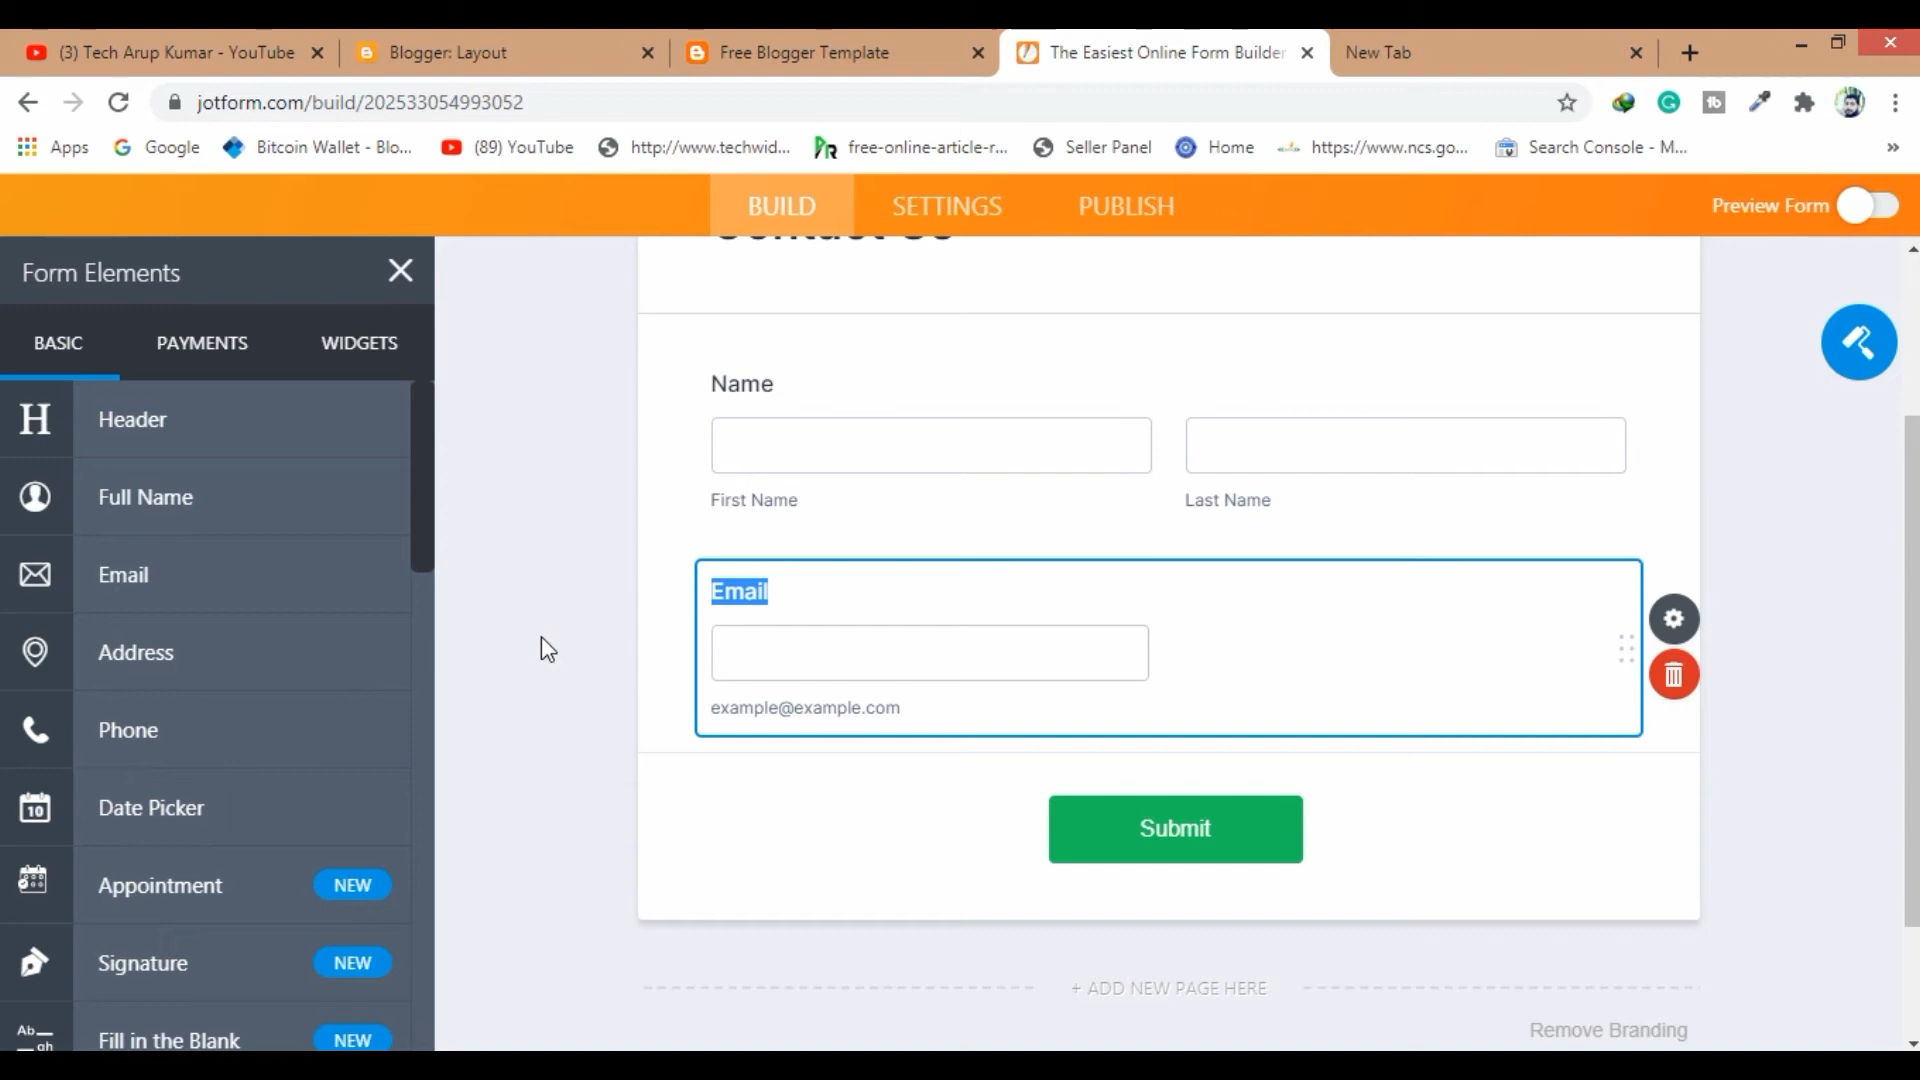 (3) Tech Arup Kumar - YouTube
Blogger: Layout
Free Blogger Template
The Easiest Online Form Builder
New Tab
jotform.com/build/202533054993052
Apps
Google
Bitcoin Wallet - Blo...
(89) YouTube
http://www.techwid...
free-online-article-r...
Seller Panel
Home
https://www.ncs.go...
Search Console - M...
BUILD
SETTINGS
PUBLISH
Preview Form
Form Elements
BASIC
PAYMENTS
WIDGETS
Header
Full Name
Email
Address
Phone
10
Date Picker
Appointment
NEW
Signature
NEW
Fill in the Blank
NEW
Name
First Name
Last Name
Email
example@example.com
Submit
+ ADD NEW PAGE HERE
Remove Branding